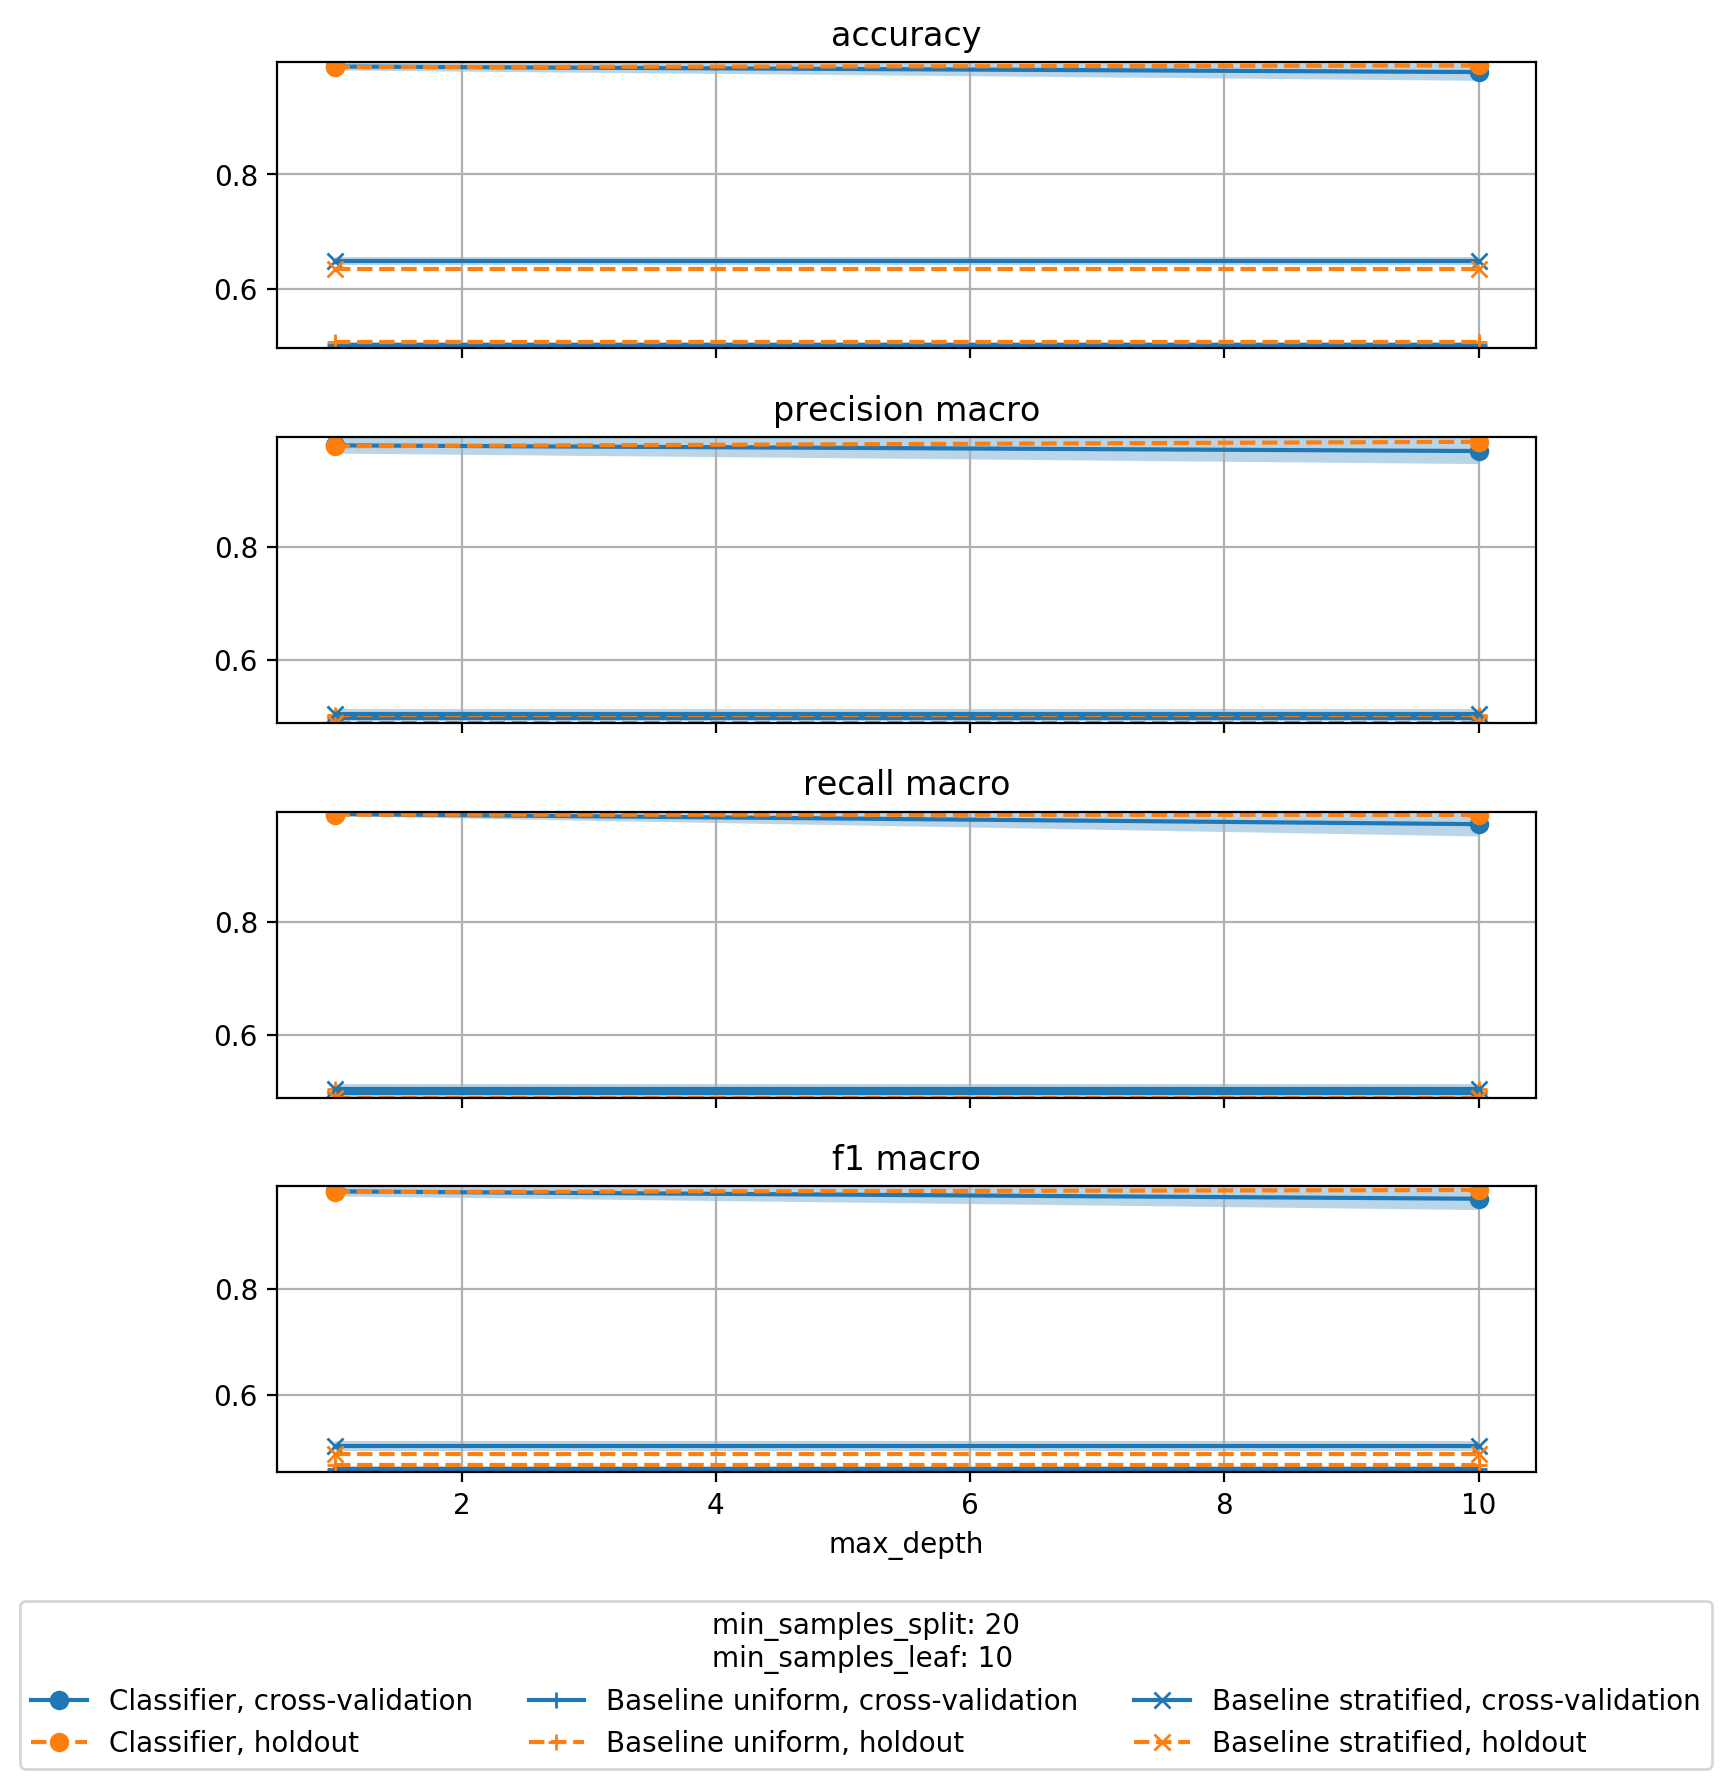 accuracy
0.8
0.6
precision macro
0.8
0.6
recall macro
0.8
0.6
f1 macro
0.8
0.6
2 4 6 8 10
max_depth
min_samples_split: 20
min_samples_leaf: 10
Classifier, cross-validation Baseline uniform, cross-validation Baseline stratified, cross-validation
Classifier, holdout Baseline uniform, holdout Baseline stratified, holdout